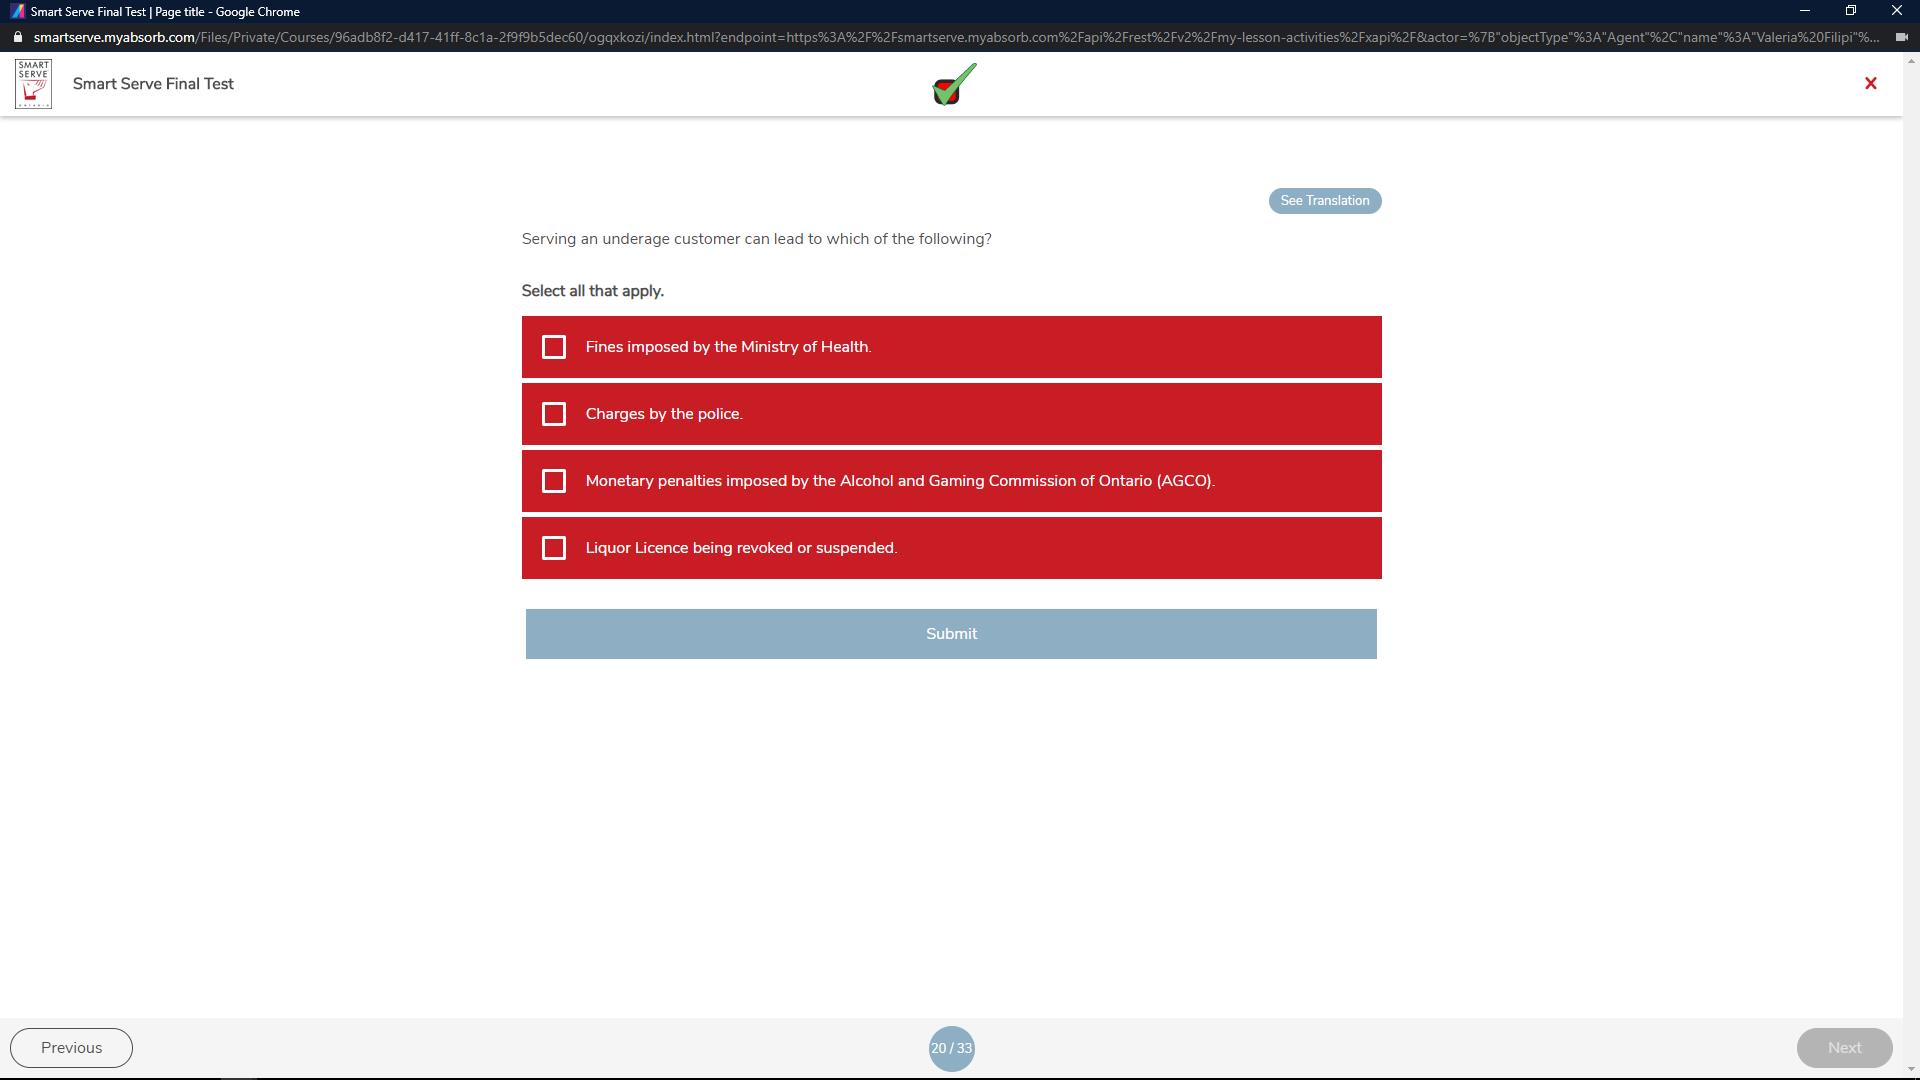 Smart Serve Final Test | Page title - Google Chrome
smartserve.myabsorb.com/Files/Private/Courses/96adb8f2-d417-41ff-8c1a-2f9f9b5dec60/ogqxkozi/index.html?endpoint=https%3A%2F%2Fsmartserve.myabsorb.com%2Fapi%2Frest%2Fv2%2Fmy-lesson-activities%2Fxapi%2F&actor=%7B"objectType"%3A"Agent"%2C"name"%3A"Valeria%20Filipi"%...
SMART
SERVE
ONTARIO
Smart Serve Final Test
See Translation
Serving an underage customer can lead to which of the following?
Select all that apply.
Fines imposed by the Ministry of Health.
Charges by the police.
Monetary penalties imposed by the Alcohol and Gaming Commission of Ontario (AGCO).
Liquor Licence being revoked or suspended.
Submit
Previous
20 / 33
Next